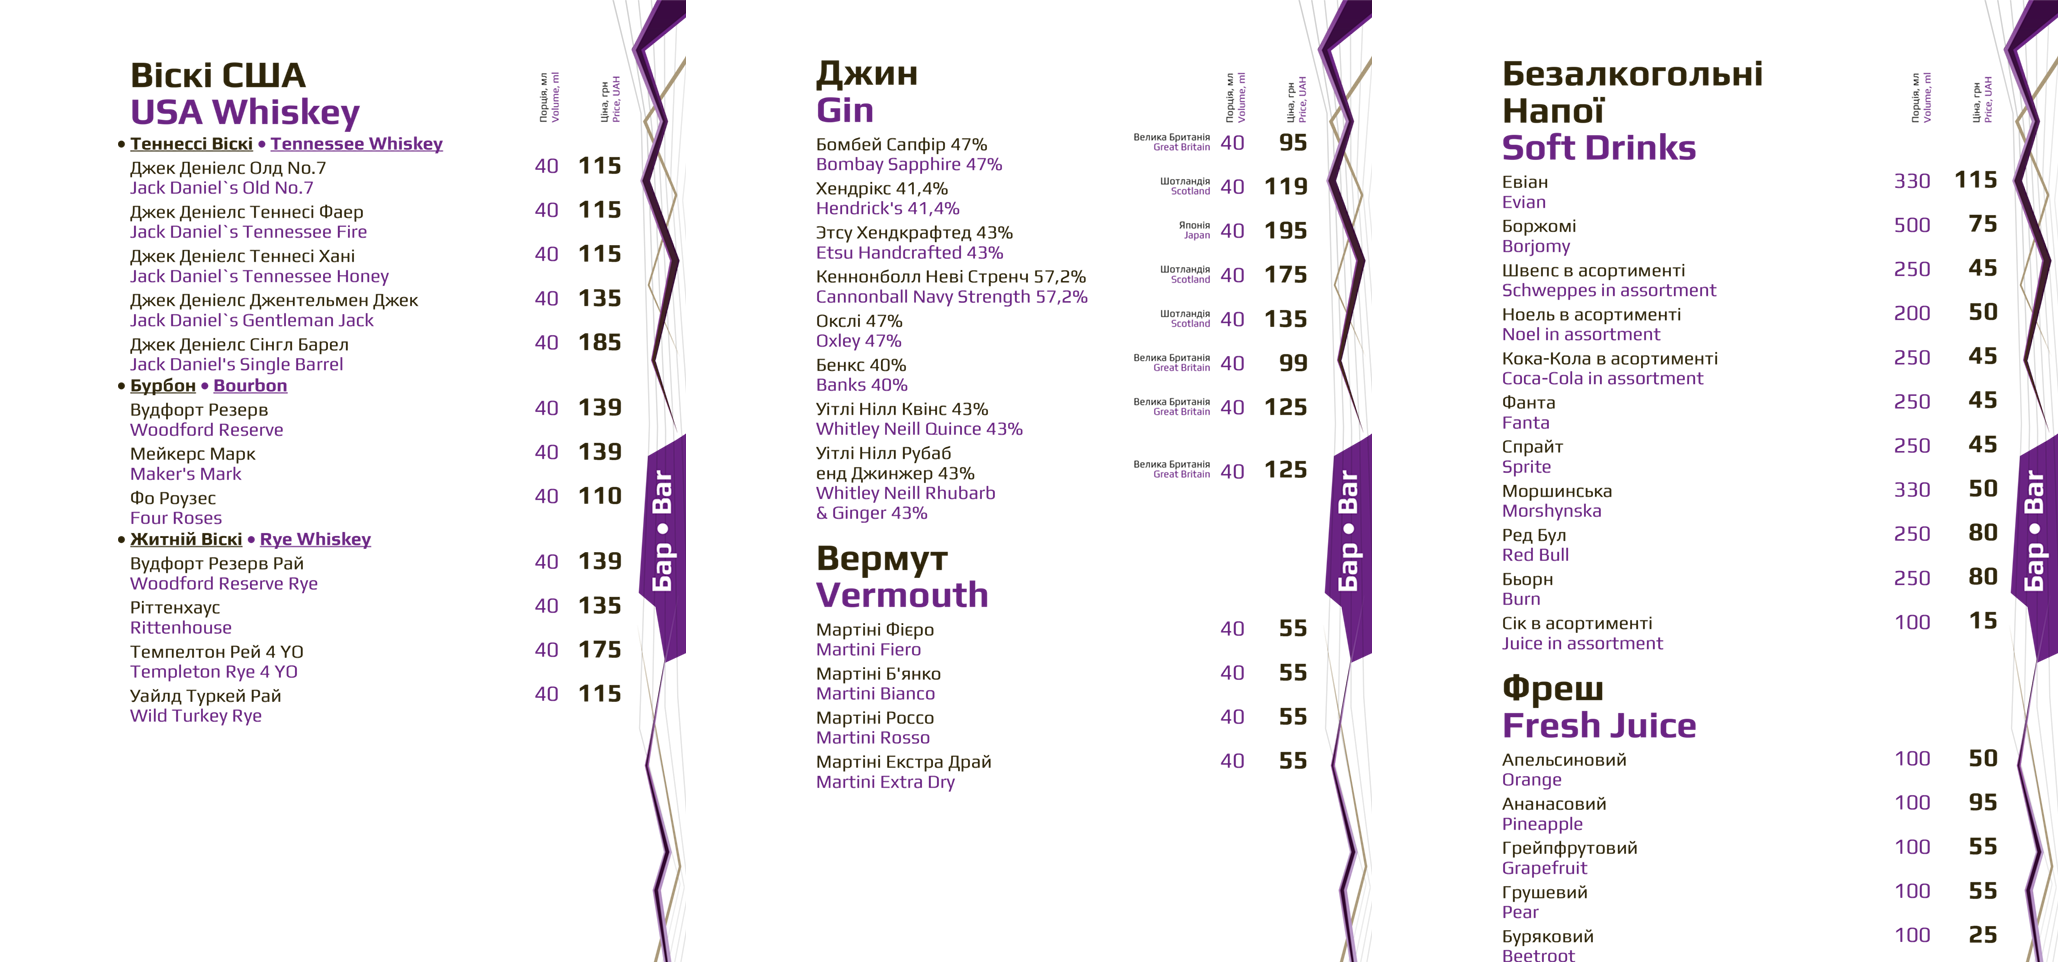 Віскі США
USA Whiskey
Порція, мл
Volume, ml
Ціна, грн
Price, UAH
• Теннессі Віскі • Tennessee Whiskey
Джек Деніелс Олд No.7 40 115
Jack Daniel`s Old No.7
Джек Деніелс Теннесі Фаер 40 115
Jack Daniel`s Tennessee Fire
Джек Деніелс Теннесі Хані 40 115
Jack Daniel`s Tennessee Honey
Джек Деніелс Джентельмен Джек 40 135
Jack Daniel`s Gentleman Jack
Джек Деніелс Сінгл Барел 40 185
Jack Daniel's Single Barrel
• Бурбон • Bourbon
Вудфорт Резерв 40 139
Woodford Reserve
Мейкерс Марк 40 139
Maker's Mark
Фо Роузес 40 110
Four Roses
• Житній Віскі • Rye Whiskey
Вудфорт Резерв Рай 40 139
Woodford Reserve Rye
Ріттенхаус 40 135
Rittenhouse
Темпелтон Рей 4 YO 40 175
Templeton Rye 4 YO
Уайлд Туркей Рай 40 115
Wild Turkey Rye
Бар • Bar
Джин
Gin
Порція, мл
Volume, ml
Ціна, грн
Price, UAH
Бомбей Сапфір 47% Велика Британія 40 95
Bombay Sapphire 47% Great Britain
Хендрікс 41,4% Шотландія 40 119
Hendrick's 41,4% Scotland
Этсу Хендкрафтед 43% Японія 40 195
Etsu Handcrafted 43% Japan
Кеннонболл Неві Стренч 57,2% Шотландія 40 175
Cannonball Navy Strength 57,2% Scotland
Окслі 47% Шотландія 40 135
Oxley 47% Scotland
Бенкс 40% Велика Британія 40 99
Banks 40% Great Britain
Уітлі Нілл Квінс 43% Велика Британія 40 125
Whitley Neill Quince 43% Great Britain
Уітлі Нілл Рубаб
енд Джинжер 43% Велика Британія 40 125
Whitley Neill Rhubarb Great Britain
& Ginger 43%
Вермут
Vermouth
Мартіні Фієро 40 55
Martini Fiero
Мартіні Б'янко 40 55
Martini Bianco
Мартіні Россо 40 55
Martini Rosso
Мартіні Екстра Драй 40 55
Martini Extra Dry
Бар • Bar
Безалкогольні
Напої
Soft Drinks
Порція, мл
Volume, ml
Ціна, грн
Price, UAH
Евіан 330 115
Evian
Боржомі 500 75
Borjomy
Швепс в асортименті 250 45
Schweppes in assortment
Ноель в асортименті 200 50
Noel in assortment
Кока-Кола в асортименті 250 45
Coca-Cola in assortment
Фанта 250 45
Fanta
Спрайт 250 45
Sprite
Моршинська 330 50
Morshynska
Ред Бул 250 80
Red Bull
Бьорн 250 80
Burn
Сік в асортименті 100 15
Juice in assortment
Фреш
Fresh Juice
Апельсиновий 100 50
Orange
Ананасовий 100 95
Pineapple
Грейпфрутовий 100 55
Grapefruit
Грушевий 100 55
Pear
Буряковий 100 25
Beetroot
Бар • Bar